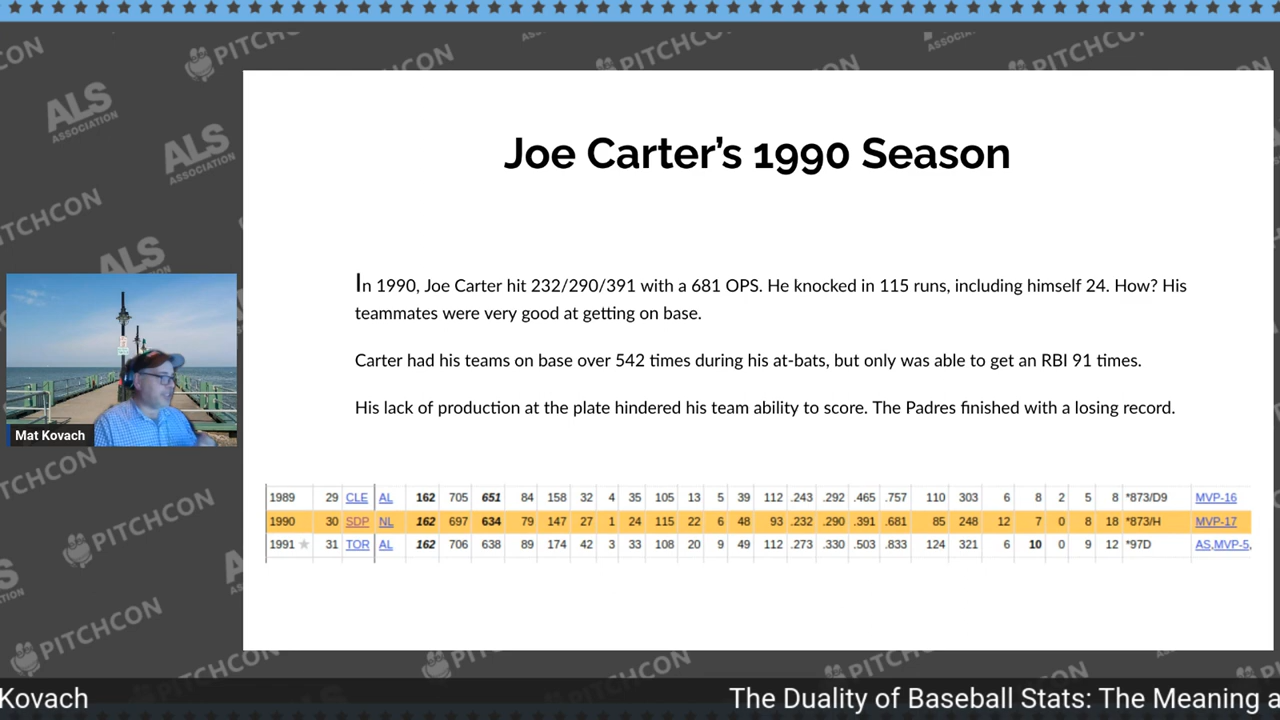 PITCHCON
ALS
ASSOCIATION
Joe Carter’s 1990 Season
In 1990, Joe Carter hit 232/290/391 with a 681 OPS. He knocked in 115 runs, including himself 24. How? His
teammates were very good at getting on base.
Carter had his teams on base over 542 times during his at-bats, but only was able to get an RBI 91 times.
His lack of production at the plate hindered his team ability to score. The Padres finished with a losing record.
1989 29 CLE AL 162 705 651 84 158 32 4 35 105 13 5 39 112 .243 .292 .465 .757 110 303 6 8 2 5 8 *873/D9 MVP-16
1990 30 SDP NL 162 697 634 79 147 27 1 24 115 22 6 48 93 .232 .290 .391 .681 85 248 12 7 0 8 18 *873/H MVP-17
1991 ★ 31 TOR AL 162 706 638 89 174 42 3 33 108 20 9 49 112 .273 .330 .503 .833 124 321 6 10 0 9 12 *97D AS,MVP-5,
Mat Kovach
Kovach The Duality of Baseball Stats: The Meaning a